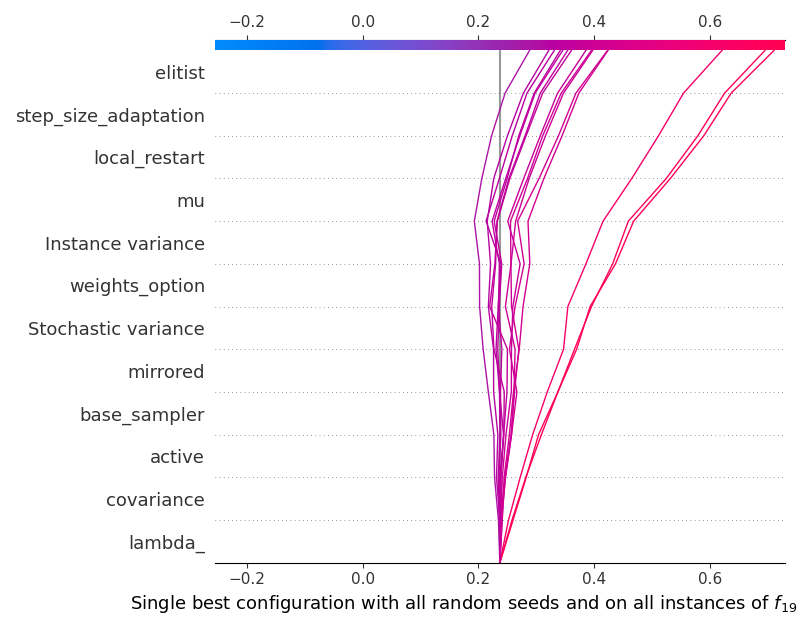 −0.2 0.0 0.2 0.4 0.6
elitist
step_size_adaptation
local_restart
mu
Instance variance
weights_option
Stochastic variance
mirrored
base_sampler
active
covariance
lambda_
−0.2 0.0 0.2 0.4 0.6
Single best configuration with all random seeds and on all instances of f₁₉